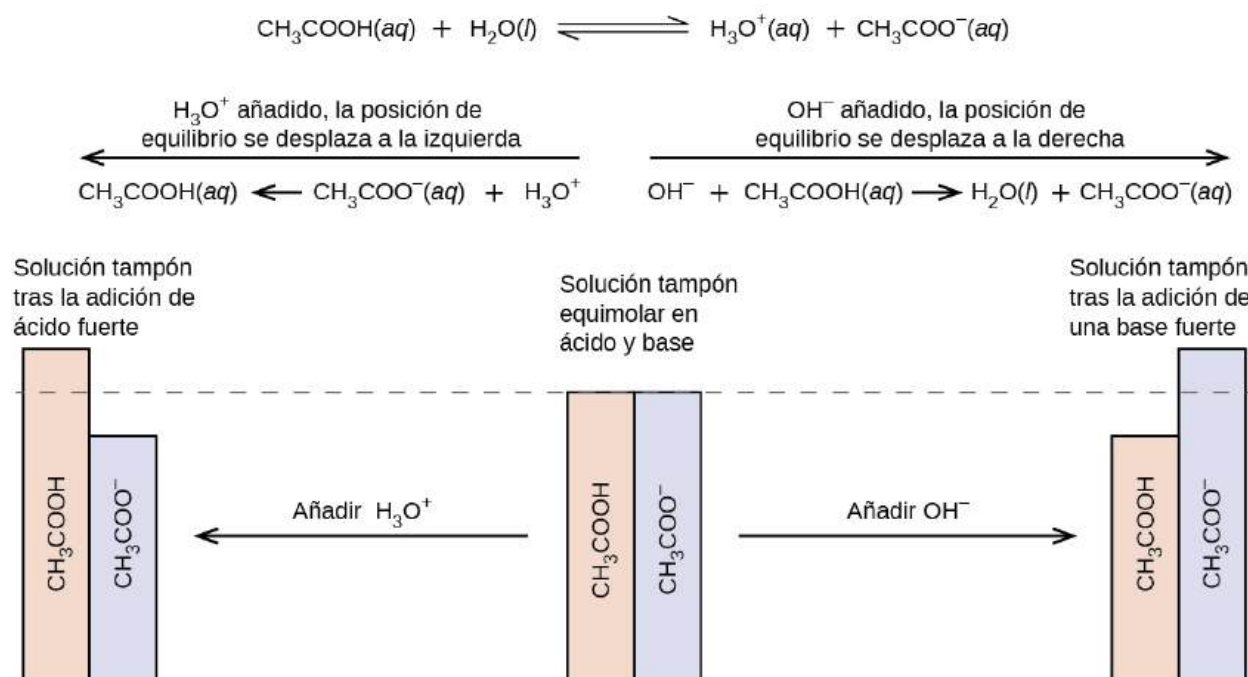 CH₃COOH(aq) + H₂O(l) ⇌ H₃O⁺(aq) + CH₃COO⁻(aq)
H₃O⁺ añadido, la posición de
equilibrio se desplaza a la izquierda
CH₃COOH(aq) ← CH₃COO⁻(aq) + H₃O⁺
OH⁻ añadido, la posición de
equilibrio se desplaza a la derecha
OH⁻ + CH₃COOH(aq) → H₂O(l) + CH₃COO⁻(aq)
Solución tampón
tras la adición de
ácido fuerte
Solución tampón
equimolar en
ácido y base
Solución tampón
tras la adición de
una base fuerte
CH₃COOH
CH₃COO⁻
Añadir H₃O⁺
CH₃COOH
CH₃COO⁻
Añadir OH⁻
CH₃COOH
CH₃COO⁻